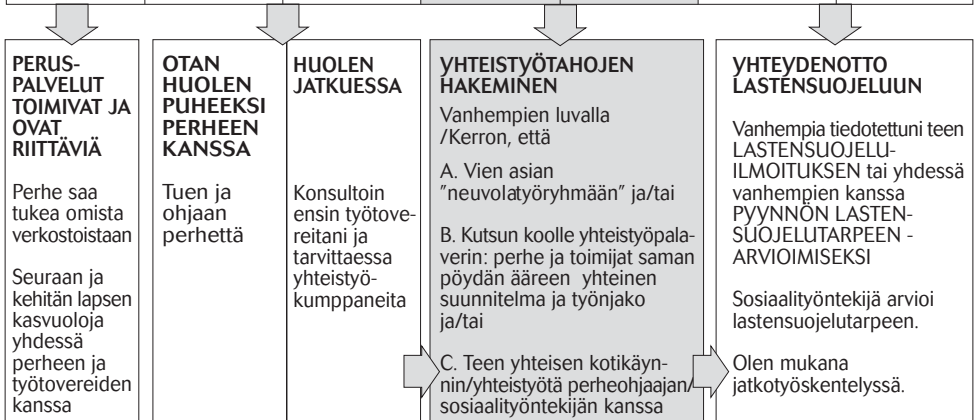 PERUS-
PALVELUT
TOIMIVAT JA
OVAT
RIITTÄVIÄ
Perhe saa
tukea omista
verkostoistaan
Seuraan ja
kehitän lapsen
kasvuoloja
yhdessä
perheen ja
työtovereiden
kanssa
OTAN
HUOLEN
PUHEEKSI
PERHEEN
KANSSA
Tuen ja
ohjaan
perhettä
HUOLEN
JATKUESSA
Konsultoin
ensin työtove-
reitani ja
tarvittaessa
yhteistyö-
kumppaneita
YHTEISTYÖTAHOJEN
HAKEMINEN
Vanhempien luvalla
/Kerron, että
A. Vien asian
”neuvolatyöryhmään” ja/tai
B. Kutsun koolle yhteistyöpala-
verin: perhe ja toimijat saman
pöydän ääreen yhteinen
suunnitelma ja työnjako
ja/tai
C. Teen yhteisen kotikäyn-
nin/yhteistyötä perheohjaajan/
sosiaalityöntekijän kanssa
YHTEYDENOTTO
LASTENSUOJELUUN
Vanhempia tiedotettuni teen
LASTENSUOJELU-
ILMOITUKSEN tai yhdessä
vanhempien kanssa
PYYNNÖN LASTEN-
SUOJELUTARPEEN -
ARVIOIMISEKSI
Sosiaalityöntekijä arvioi
lastensuojelutarpeen.
Olen mukana
jatkotyöskentelyssä.